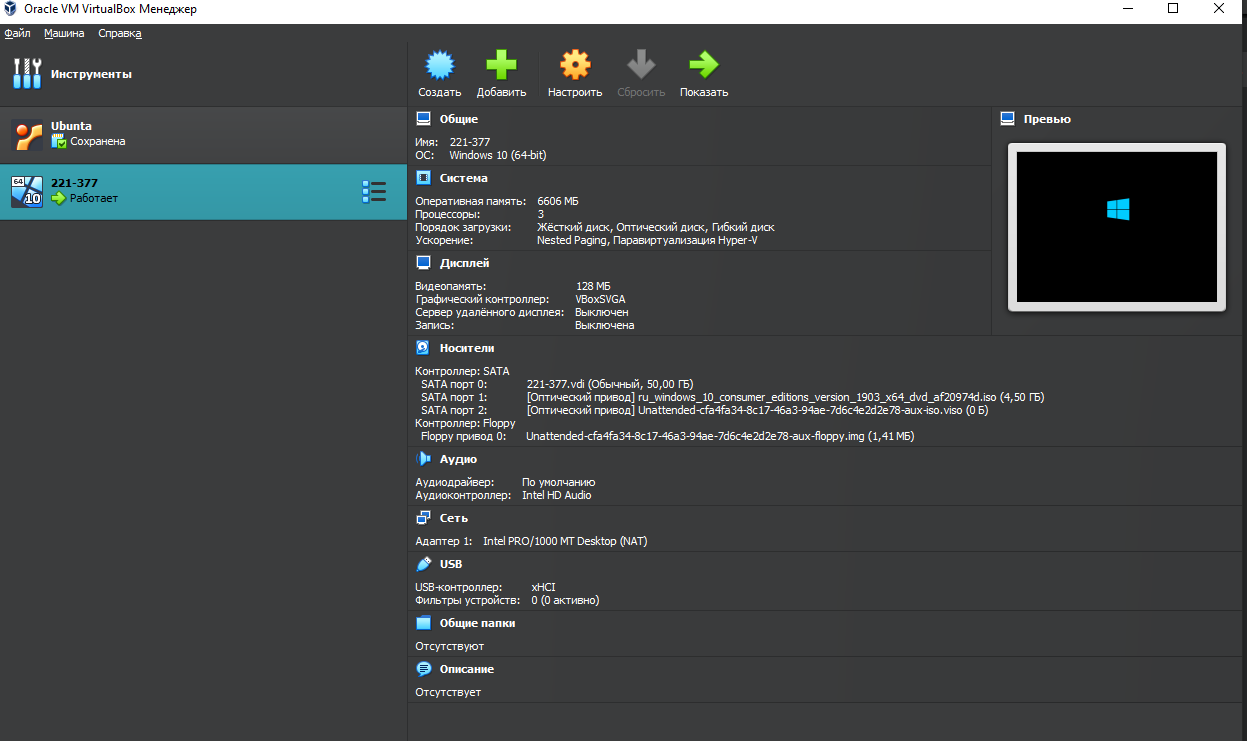 Oracle VM VirtualBox Менеджер
Файл Машина Справка
Инструменты
Создать Добавить Настроить Сбросить Показать
Ubunta
Сохранена
64
10
221-377
Работает
Общие
Имя: 221-377
ОС: Windows 10 (64-bit)
Превью
Система
Оперативная память: 6606 МБ
Процессоры: 3
Порядок загрузки: Жёсткий диск, Оптический диск, Гибкий диск
Ускорение: Nested Paging, Паравиртуализация Hyper-V
Дисплей
Видеопамять: 128 МБ
Графический контроллер: VBoxSVGA
Сервер удалённого дисплея: Выключен
Запись: Выключена
Носители
Контроллер: SATA
SATA порт 0: 221-377.vdi (Обычный, 50,00 ГБ)
SATA порт 1: [Оптический привод] ru_windows_10_consumer_editions_version_1903_x64_dvd_af20974d.iso (4,50 ГБ)
SATA порт 2: [Оптический привод] Unattended-cfa4fa34-8c17-46a3-94ae-7d6c4e2d2e78-aux-iso.viso (0 Б)
Контроллер: Floppy
Floppy привод 0: Unattended-cfa4fa34-8c17-46a3-94ae-7d6c4e2d2e78-aux-floppy.img (1,41 МБ)
Аудио
Аудиодрайвер: По умолчанию
Аудиоконтроллер: Intel HD Audio
Сеть
Адаптер 1: Intel PRO/1000 MT Desktop (NAT)
USB
USB-контроллер: xHCI
Фильтры устройств: 0 (0 активно)
Общие папки
Отсутствуют
Описание
Отсутствует